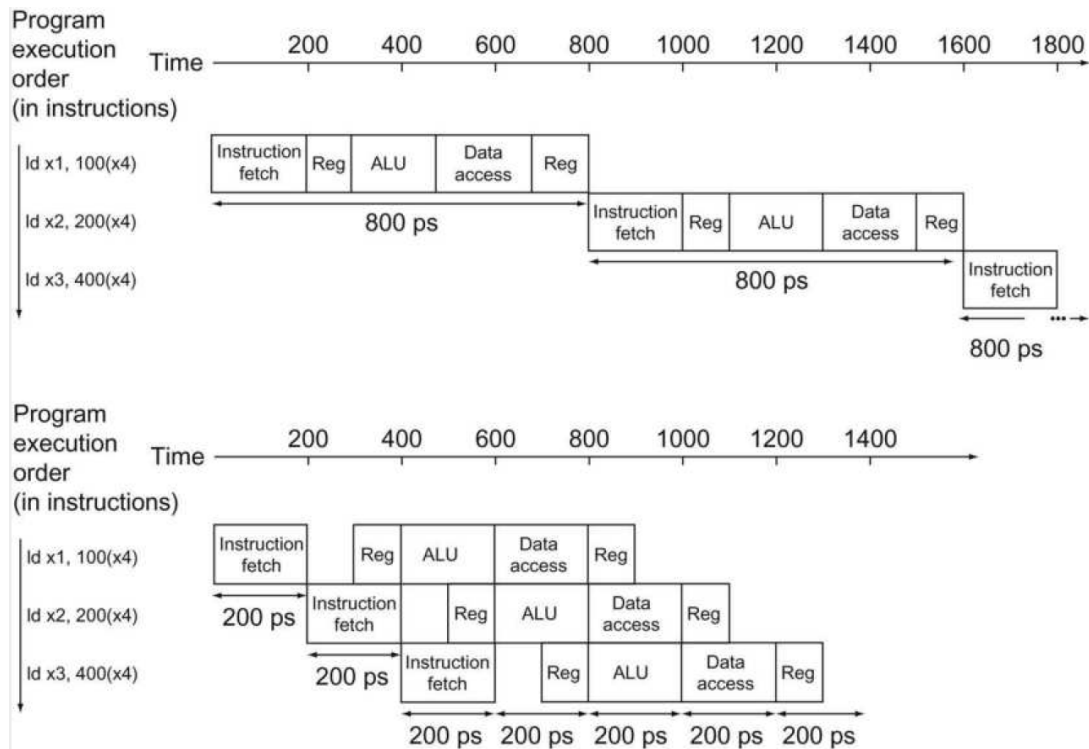 Program
execution
order
(in instructions)
Time
200 400 600 800 1000 1200 1400 1600 1800
ld x1, 100(x4)
Instruction
fetch
Reg
ALU
Data
access
Reg
800 ps
ld x2, 200(x4)
Instruction
fetch
Reg
ALU
Data
access
Reg
800 ps
ld x3, 400(x4)
Instruction
fetch
...
800 ps
Program
execution
order
(in instructions)
Time
200 400 600 800 1000 1200 1400
ld x1, 100(x4)
Instruction
fetch
Reg
ALU
Data
access
Reg
200 ps
ld x2, 200(x4)
Instruction
fetch
Reg
ALU
Data
access
Reg
200 ps
ld x3, 400(x4)
Instruction
fetch
Reg
ALU
Data
access
Reg
200 ps 200 ps 200 ps 200 ps 200 ps